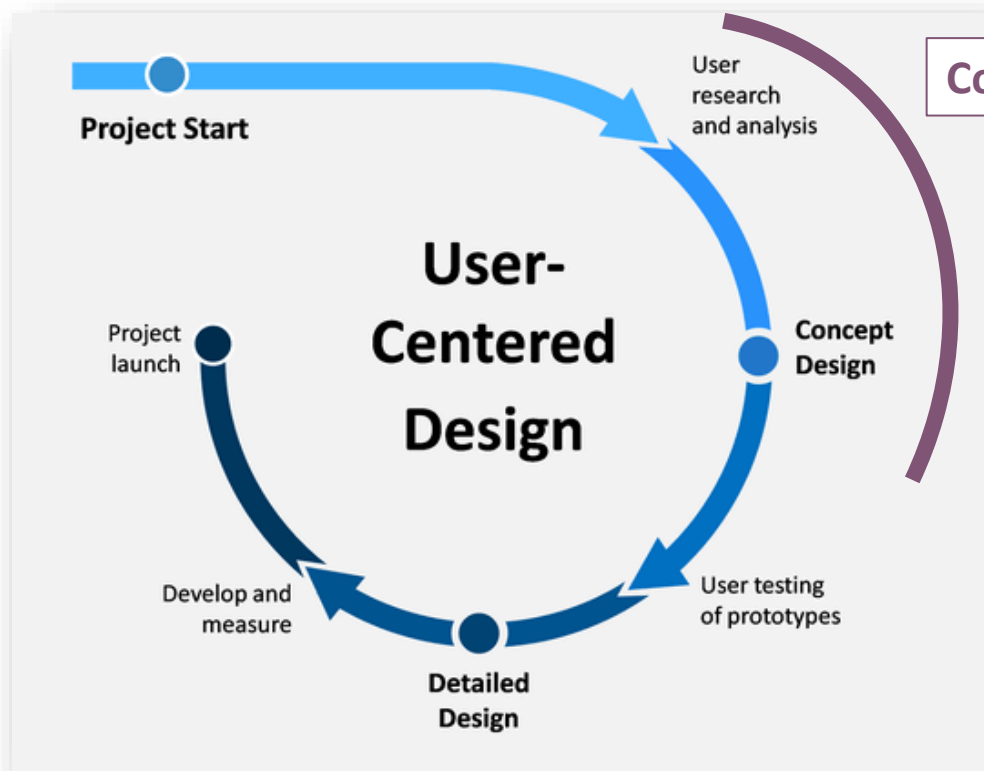 Project Start
User
research
and analysis
User-
Centered
Design
Concept
Design
User testing
of prototypes
Detailed
Design
Develop and
measure
Project
launch